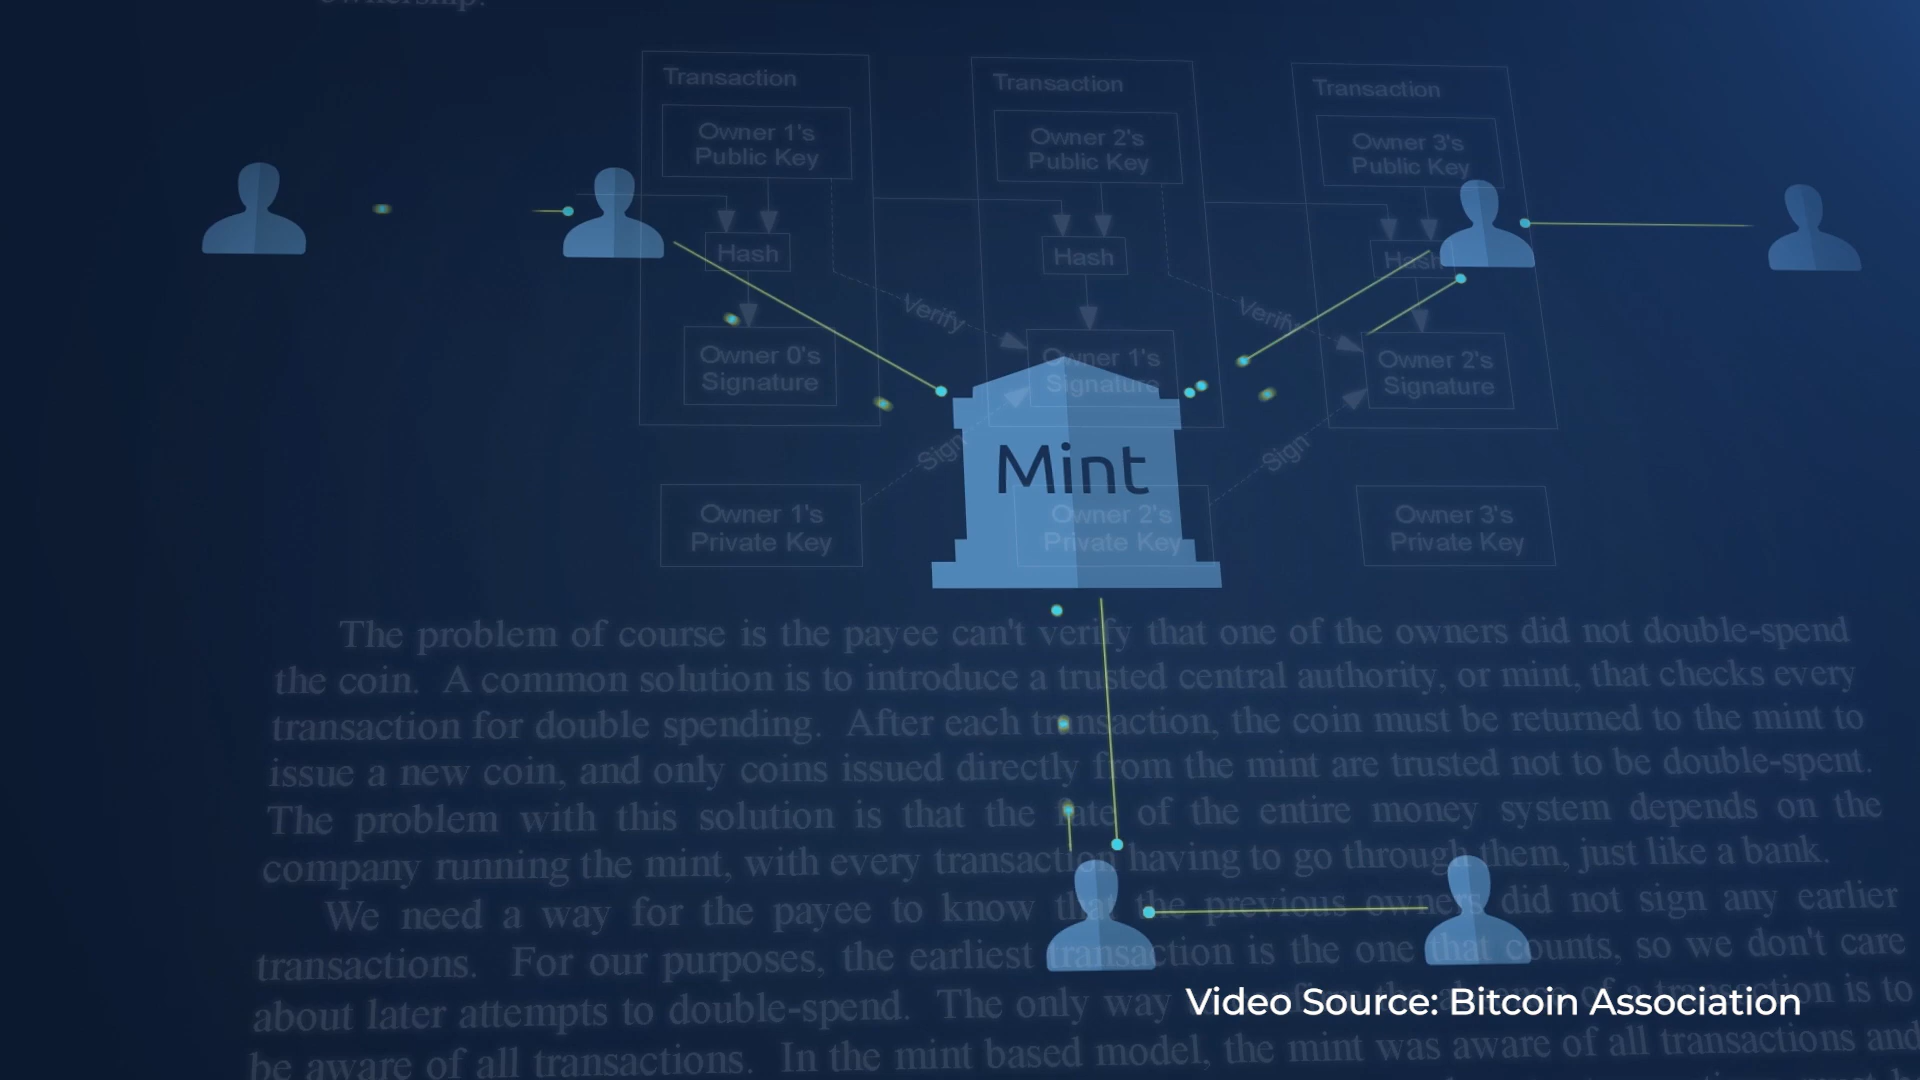 ownership.
Transaction
Transaction
Transaction
Owner 1's
Public Key
Owner 2's
Public Key
Owner 3's
Public Key
Hash
Hash
Hash
Verify
Verify
Owner 0's
Signature
Owner 1's
Signature
Owner 2's
Signature
Sign
Sign
Mint
Owner 1's
Private Key
Owner 2's
Private Key
Owner 3's
Private Key
The problem of course is the payee can't verify that one of the owners did not double-spend
the coin. A common solution is to introduce a trusted central authority, or mint, that checks every
transaction for double spending. After each transaction, the coin must be returned to the mint to
issue a new coin, and only coins issued directly from the mint are trusted not to be double-spent.
The problem with this solution is that the fate of the entire money system depends on the
company running the mint, with every transaction having to go through them, just like a bank.
We need a way for the payee to know that the previous owners did not sign any earlier
transactions. For our purposes, the earliest transaction is the one that counts, so we don't care
about later attempts to double-spend. The only way of a transaction is to
Video Source: Bitcoin Association
be aware of all transactions. In the mint based model, the mint was aware of all transactions and